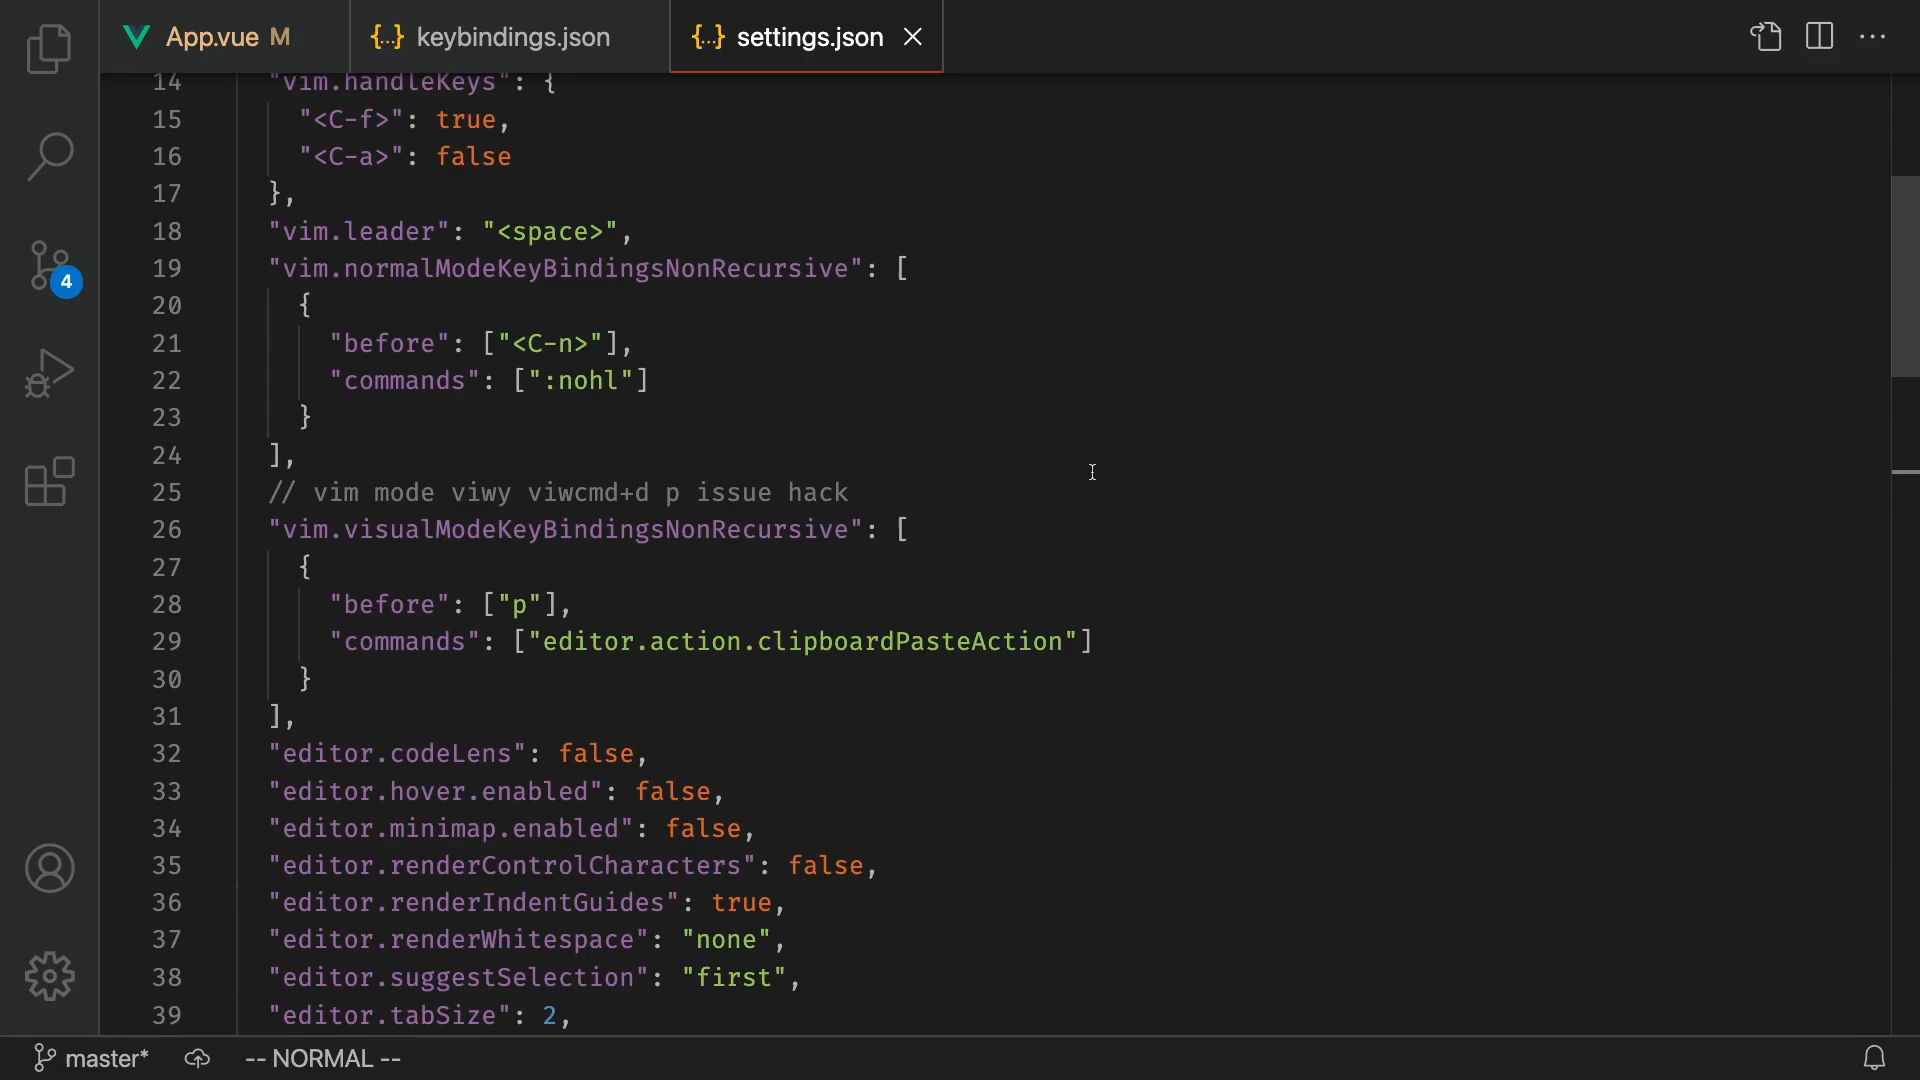 App.vue M
{...} keybindings.json
{...} settings.json
14 "vim.handleKeys": {
15 "<C-f>": true,
16 "<C-a>": false
17 },
18 "vim.leader": "<space>",
19 "vim.normalModeKeyBindingsNonRecursive": [
20 {
21 "before": ["<C-n>"],
22 "commands": [":nohl"]
23 }
24 ],
25 // vim mode viwy viwcmd+d p issue hack
26 "vim.visualModeKeyBindingsNonRecursive": [
27 {
28 "before": ["p"],
29 "commands": ["editor.action.clipboardPasteAction"]
30 }
31 ],
32 "editor.codeLens": false,
33 "editor.hover.enabled": false,
34 "editor.minimap.enabled": false,
35 "editor.renderControlCharacters": false,
36 "editor.renderIndentGuides": true,
37 "editor.renderWhitespace": "none",
38 "editor.suggestSelection": "first",
39 "editor.tabSize": 2,
4
master*
-- NORMAL --